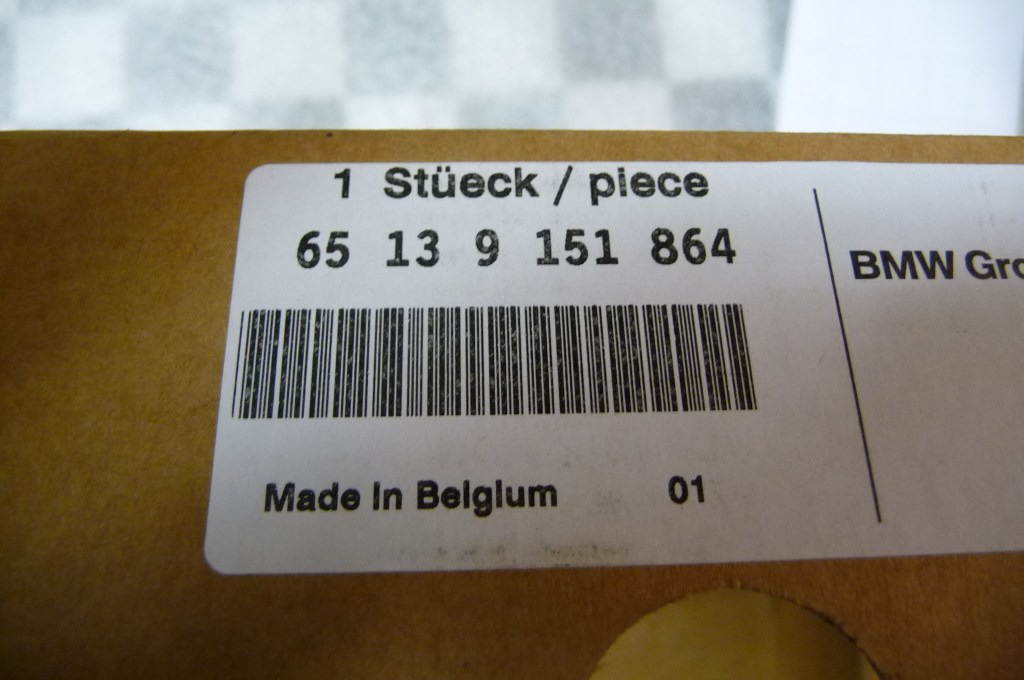 1 Stüeck / piece
65 13 9 151 864
BMW Gro
Made in Belgium 01